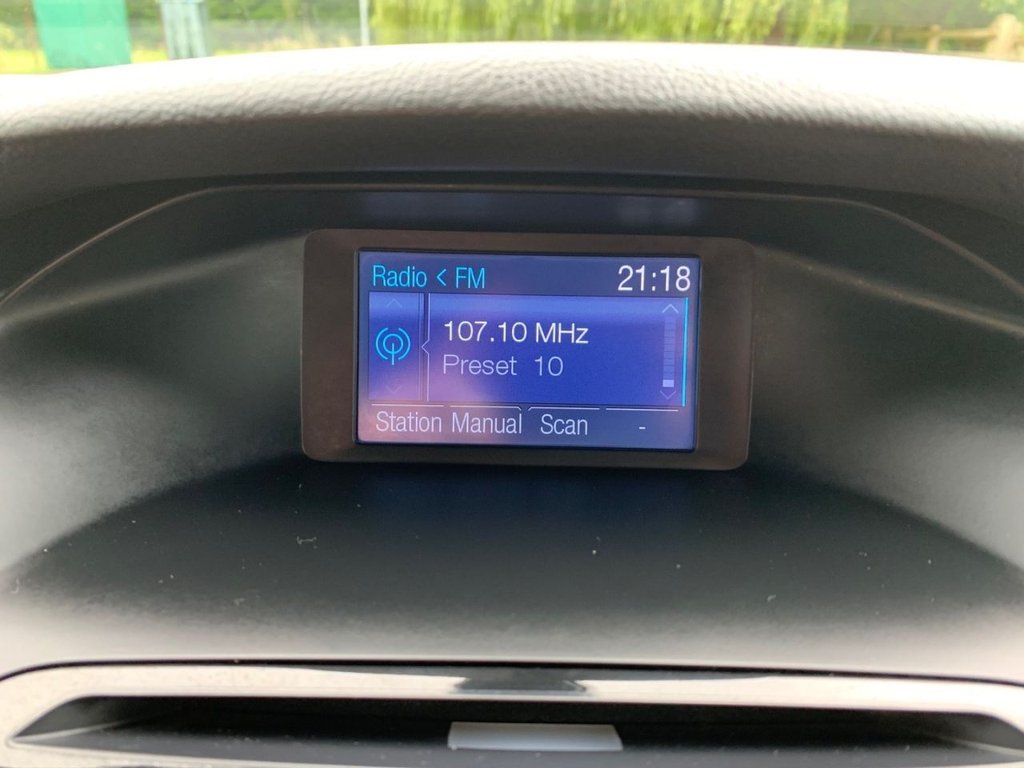 Radio < FM 21:18
107.10 MHz
Preset 10
Station Manual Scan -